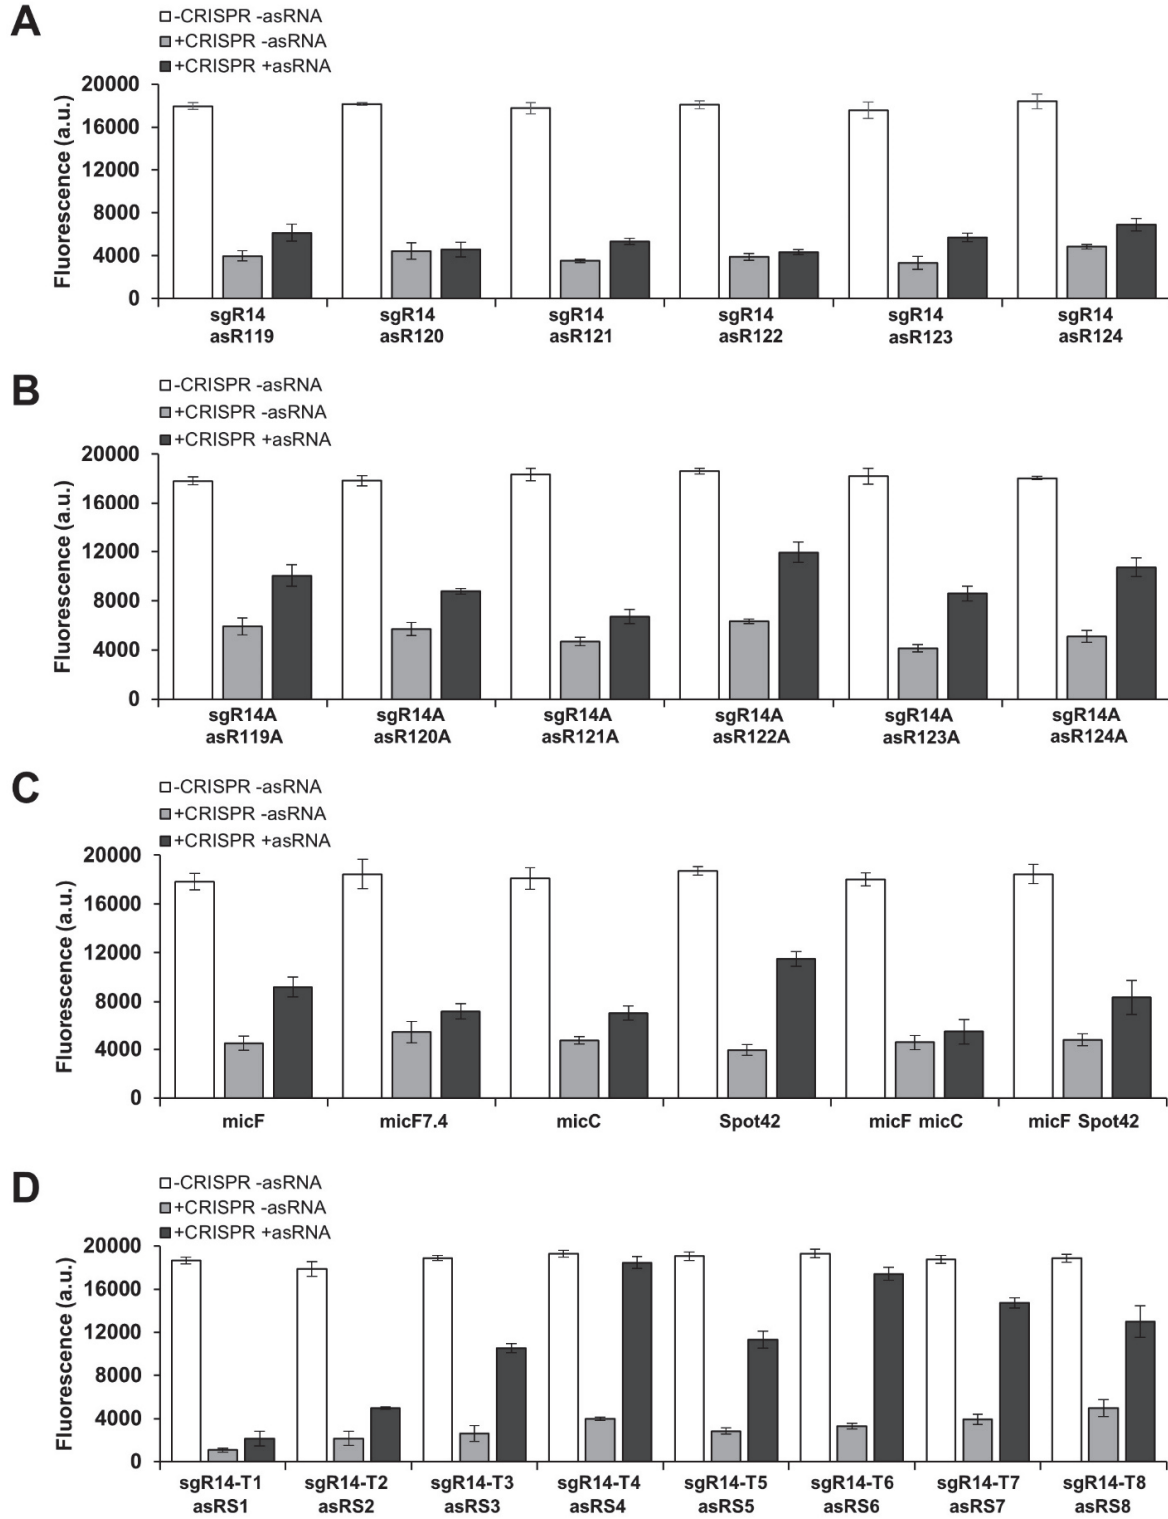 A
-CRISPR -asRNA
+CRISPR -asRNA
+CRISPR +asRNA
Fluorescence (a.u.)
20000
16000
12000
8000
4000
0
sgR14 sgR14 sgR14 sgR14 sgR14 sgR14
asR119 asR120 asR121 asR122 asR123 asR124
B
-CRISPR -asRNA
+CRISPR -asRNA
+CRISPR +asRNA
Fluorescence (a.u.)
20000
16000
12000
8000
4000
0
sgR14A sgR14A sgR14A sgR14A sgR14A sgR14A
asR119A asR120A asR121A asR122A asR123A asR124A
C
-CRISPR -asRNA
+CRISPR -asRNA
+CRISPR +asRNA
Fluorescence (a.u.)
20000
16000
12000
8000
4000
0
micF micF7.4 micC Spot42 micF micC micF Spot42
D
-CRISPR -asRNA
+CRISPR -asRNA
+CRISPR +asRNA
Fluorescence (a.u.)
20000
16000
12000
8000
4000
0
sgR14-T1 sgR14-T2 sgR14-T3 sgR14-T4 sgR14-T5 sgR14-T6 sgR14-T7 sgR14-T8
asRS1 asRS2 asRS3 asRS4 asRS5 asRS6 asRS7 asRS8